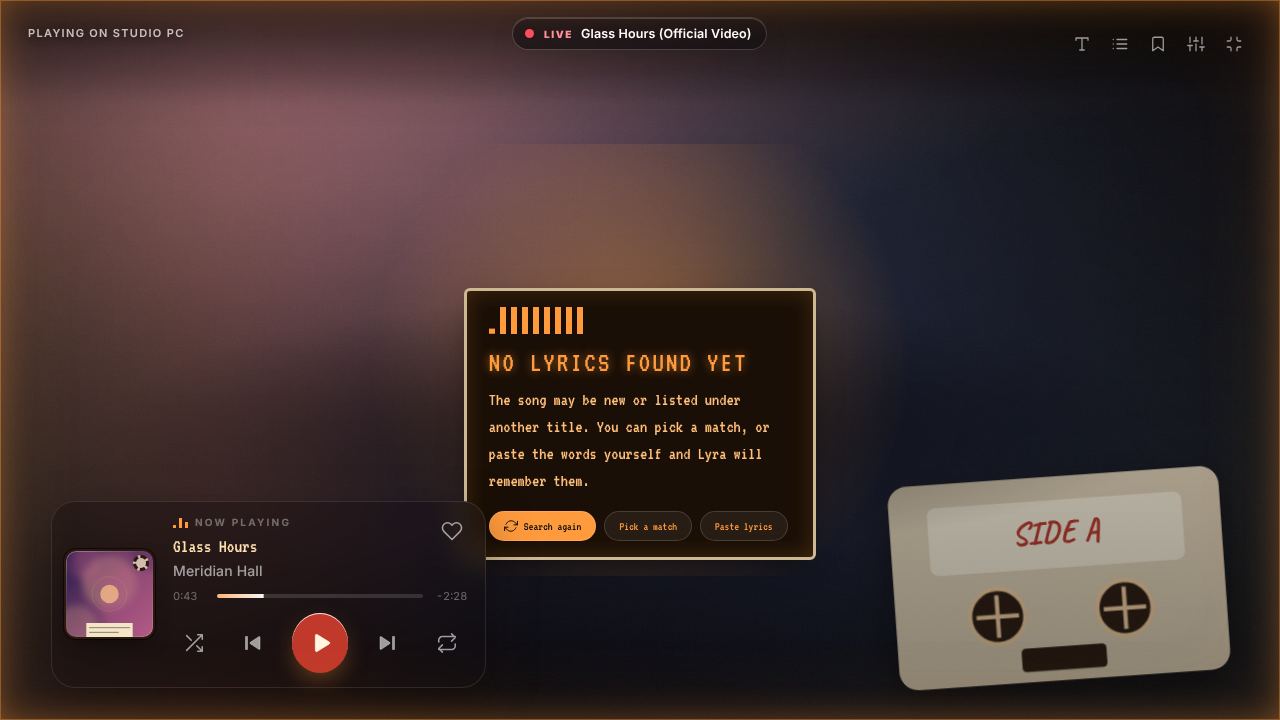 PLAYING ON STUDIO PC
LIVE Glass Hours (Official Video)
NO LYRICS FOUND YET
The song may be new or listed under
another title. You can pick a match, or
paste the words yourself and Lyra will
remember them.
Search again
Pick a match
Paste lyrics
NOW PLAYING
Glass Hours
Meridian Hall
0:43
-2:28
SIDE A